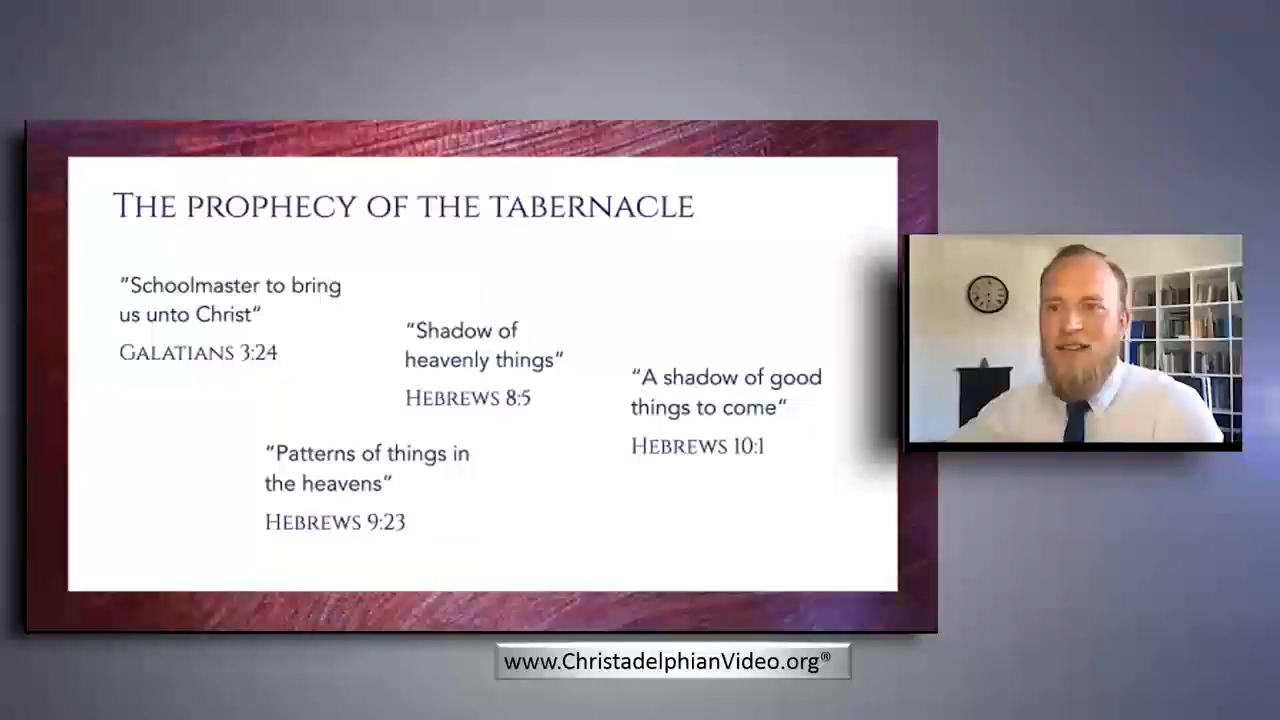 THE PROPHECY OF THE TABERNACLE
”Schoolmaster to bring
us unto Christ“
GALATIANS 3:24
“Shadow of
heavenly things”
HEBREWS 8:5
“A shadow of good
things to come“
HEBREWS 10:1
“Patterns of things in
the heavens”
HEBREWS 9:23
www.ChristadelphianVideo.org®